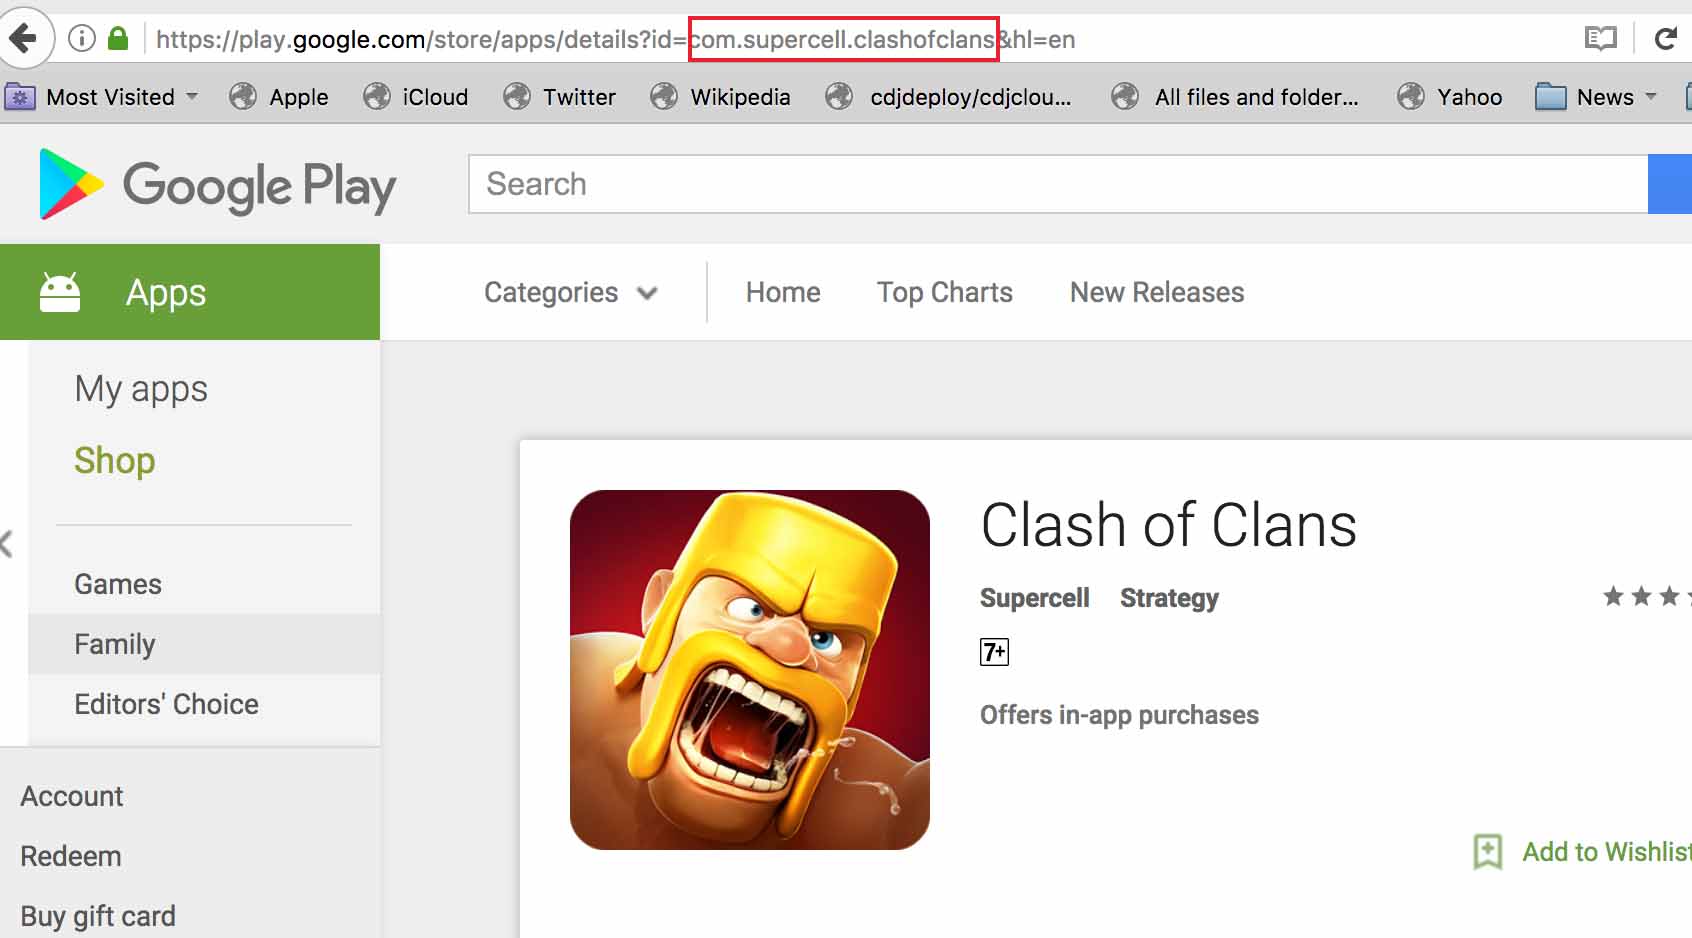 https://play.google.com/store/apps/details?id=com.supercell.clashofclans&hl=en
Most Visited Apple iCloud Twitter Wikipedia cdjdeploy/cdjclou... All files and folder... Yahoo News
Google Play Search
Apps Categories Home Top Charts New Releases
My apps
Shop
Games
Family
Editors' Choice
Account
Redeem
Buy gift card
Clash of Clans
Supercell Strategy
7+
Offers in-app purchases
Add to Wishlist